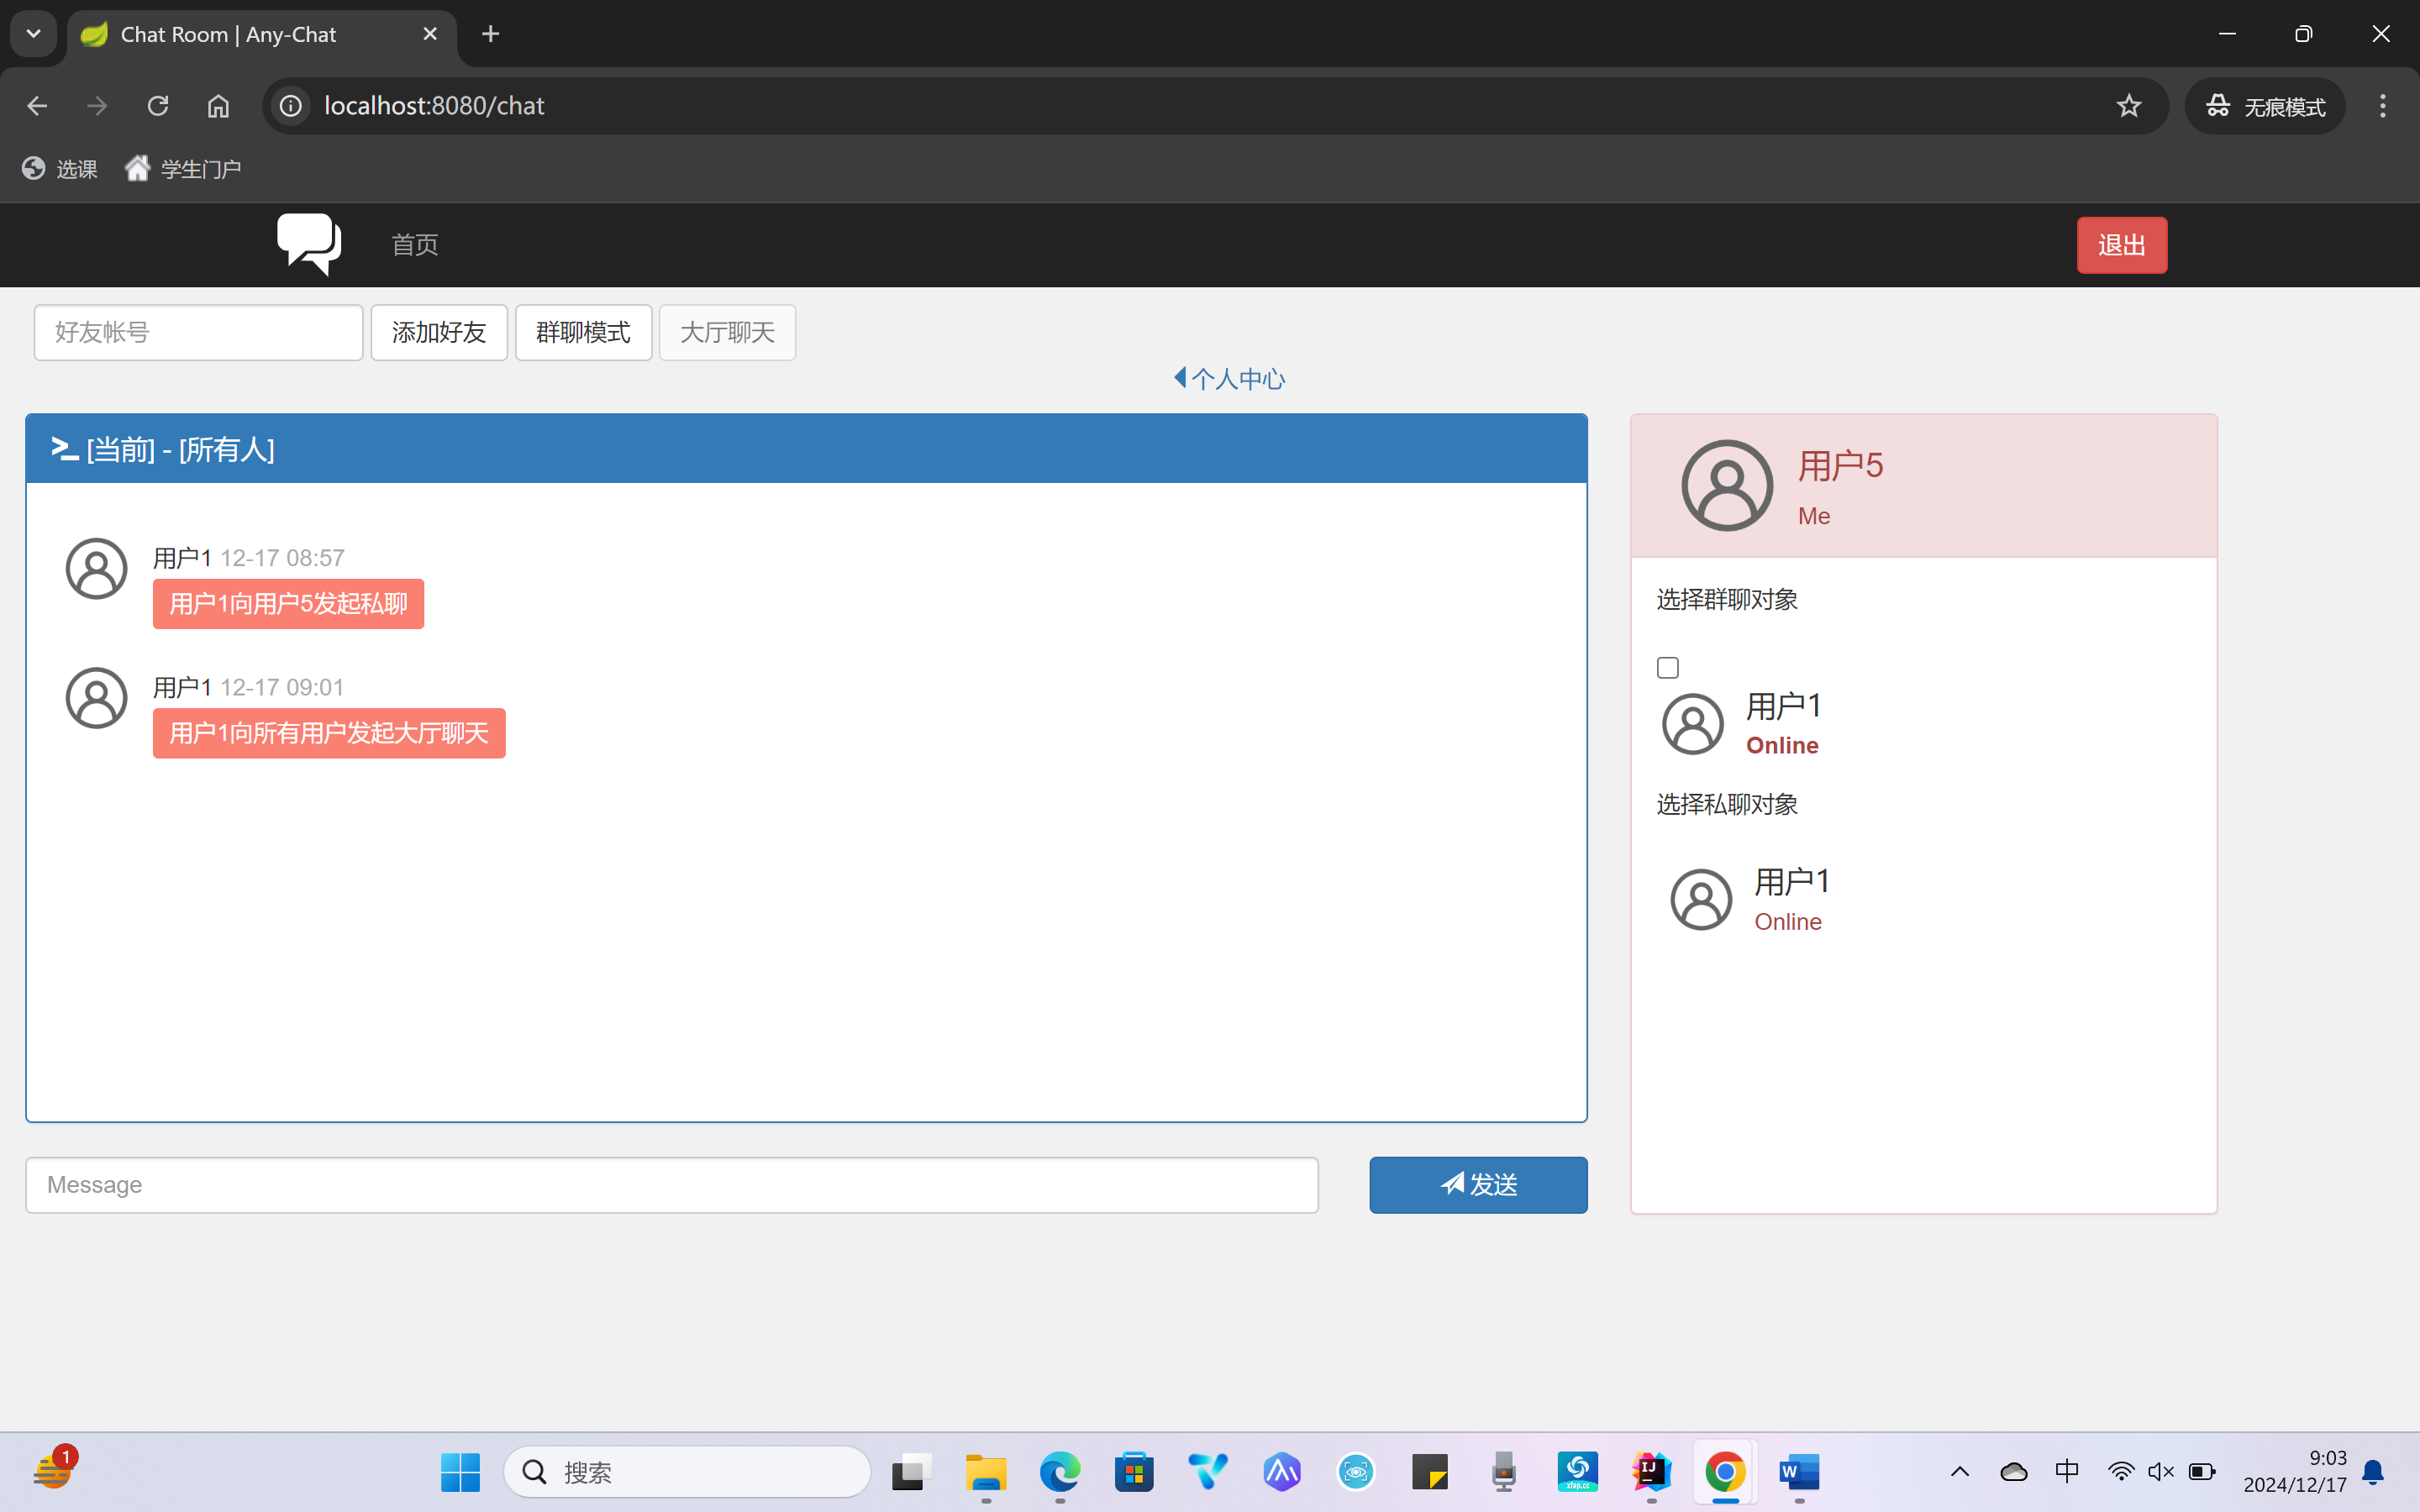 Chat Room | Any-Chat
localhost:8080/chat
无痕模式
选课
学生门户
首页
退出
好友帐号
添加好友
群聊模式
大厅聊天
个人中心
[当前] - [所有人]
用户1 12-17 08:57
用户1向用户5发起私聊
用户1 12-17 09:01
用户1向所有用户发起大厅聊天
Message
发送
用户5
Me
选择群聊对象
用户1
Online
选择私聊对象
用户1
Online
1
搜索
xfxp.cc
IJ
W
中
9:03
2024/12/17